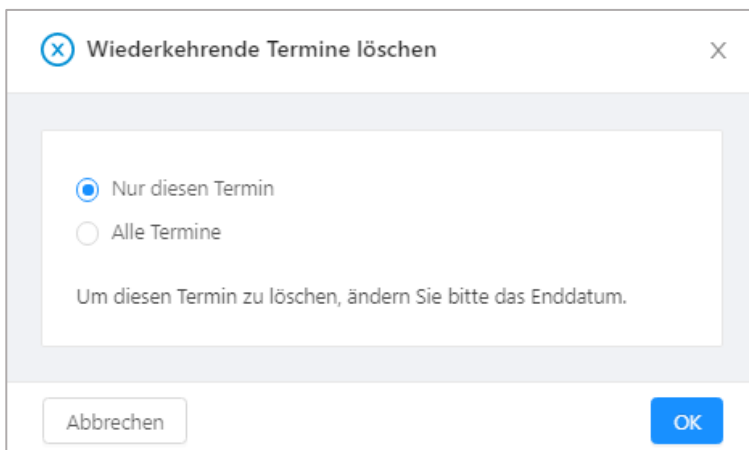 Wiederkehrende Termine löschen
Nur diesen Termin
Alle Termine
Um diesen Termin zu löschen, ändern Sie bitte das Enddatum.
Abbrechen
OK